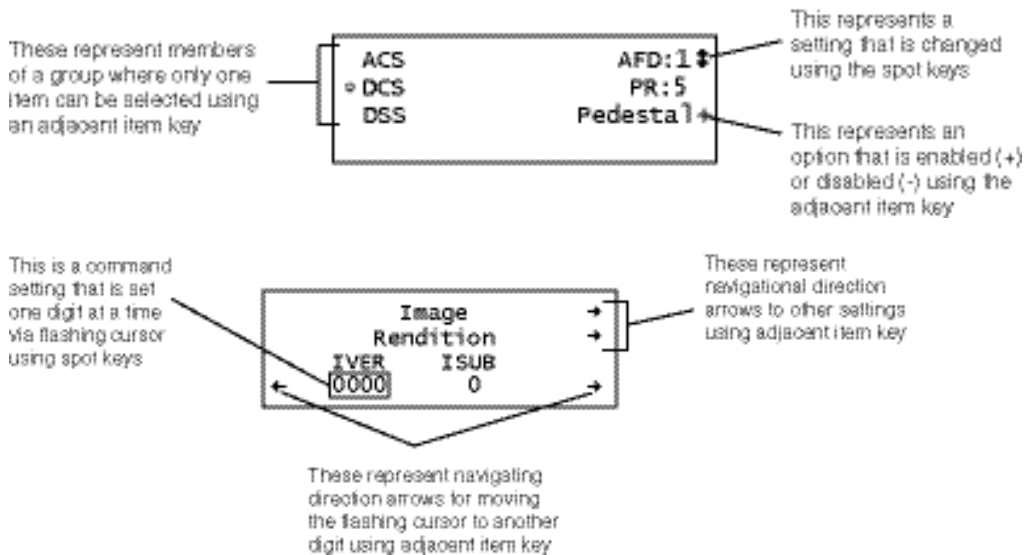 These represent members
of a group where only one
item can be selected using
an adjacent item key
ACS
DCS
DSS
AFD:1
PR:5
Pedestal+
This represents a
setting that is changed
using the spot keys
This represents an
option that is enabled (+)
or disabled (-) using the
adjacent item key
This is a command
setting that is set
one digit at a time
via flashing cursor
using spot keys
Image
Rendition
IVER ISUB
0000 0
These represent
navigational direction
arrows to other settings
using adjacent item key
These represent navigating
direction arrows for moving
the flashing cursor to another
digit using adjacent item key